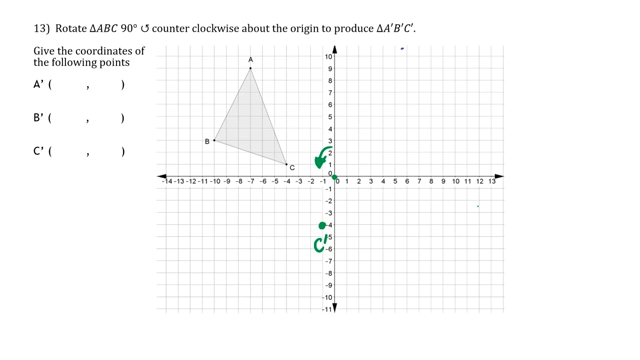 13) Rotate ΔABC 90° ↺ counter clockwise about the origin to produce ΔA′B′C′.
Give the coordinates of
the following points
A' (      ,      )
B' (      ,      )
C' (      ,      )
A
B
C
10
9
8
7
6
5
4
3
2
1
0
-14 -13 -12 -11 -10 -9 -8 -7 -6 -5 -4 -3 -2 -1 0 1 2 3 4 5 6 7 8 9 10 11 12 13
-1
-2
-3
-4
-5
C'
-6
-7
-8
-9
-10
-11